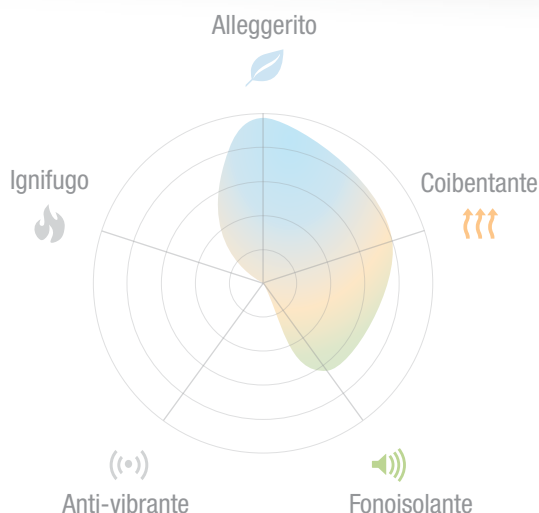 Alleggerito
Ignifugo
Coibentante
Anti-vibrante
Fonoisolante